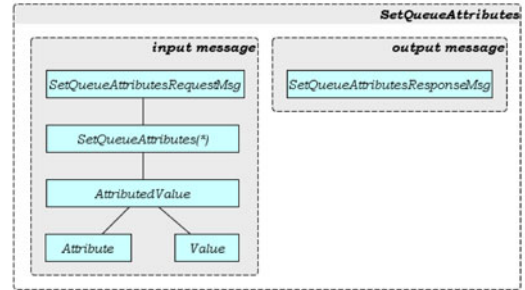 SetQueueAttributes
input message
SetQueueAttributesRequestMsg
SetQueueAttributes(*)
AttributedValue
Attribute
Value
output message
SetQueueAttributesResponseMsg